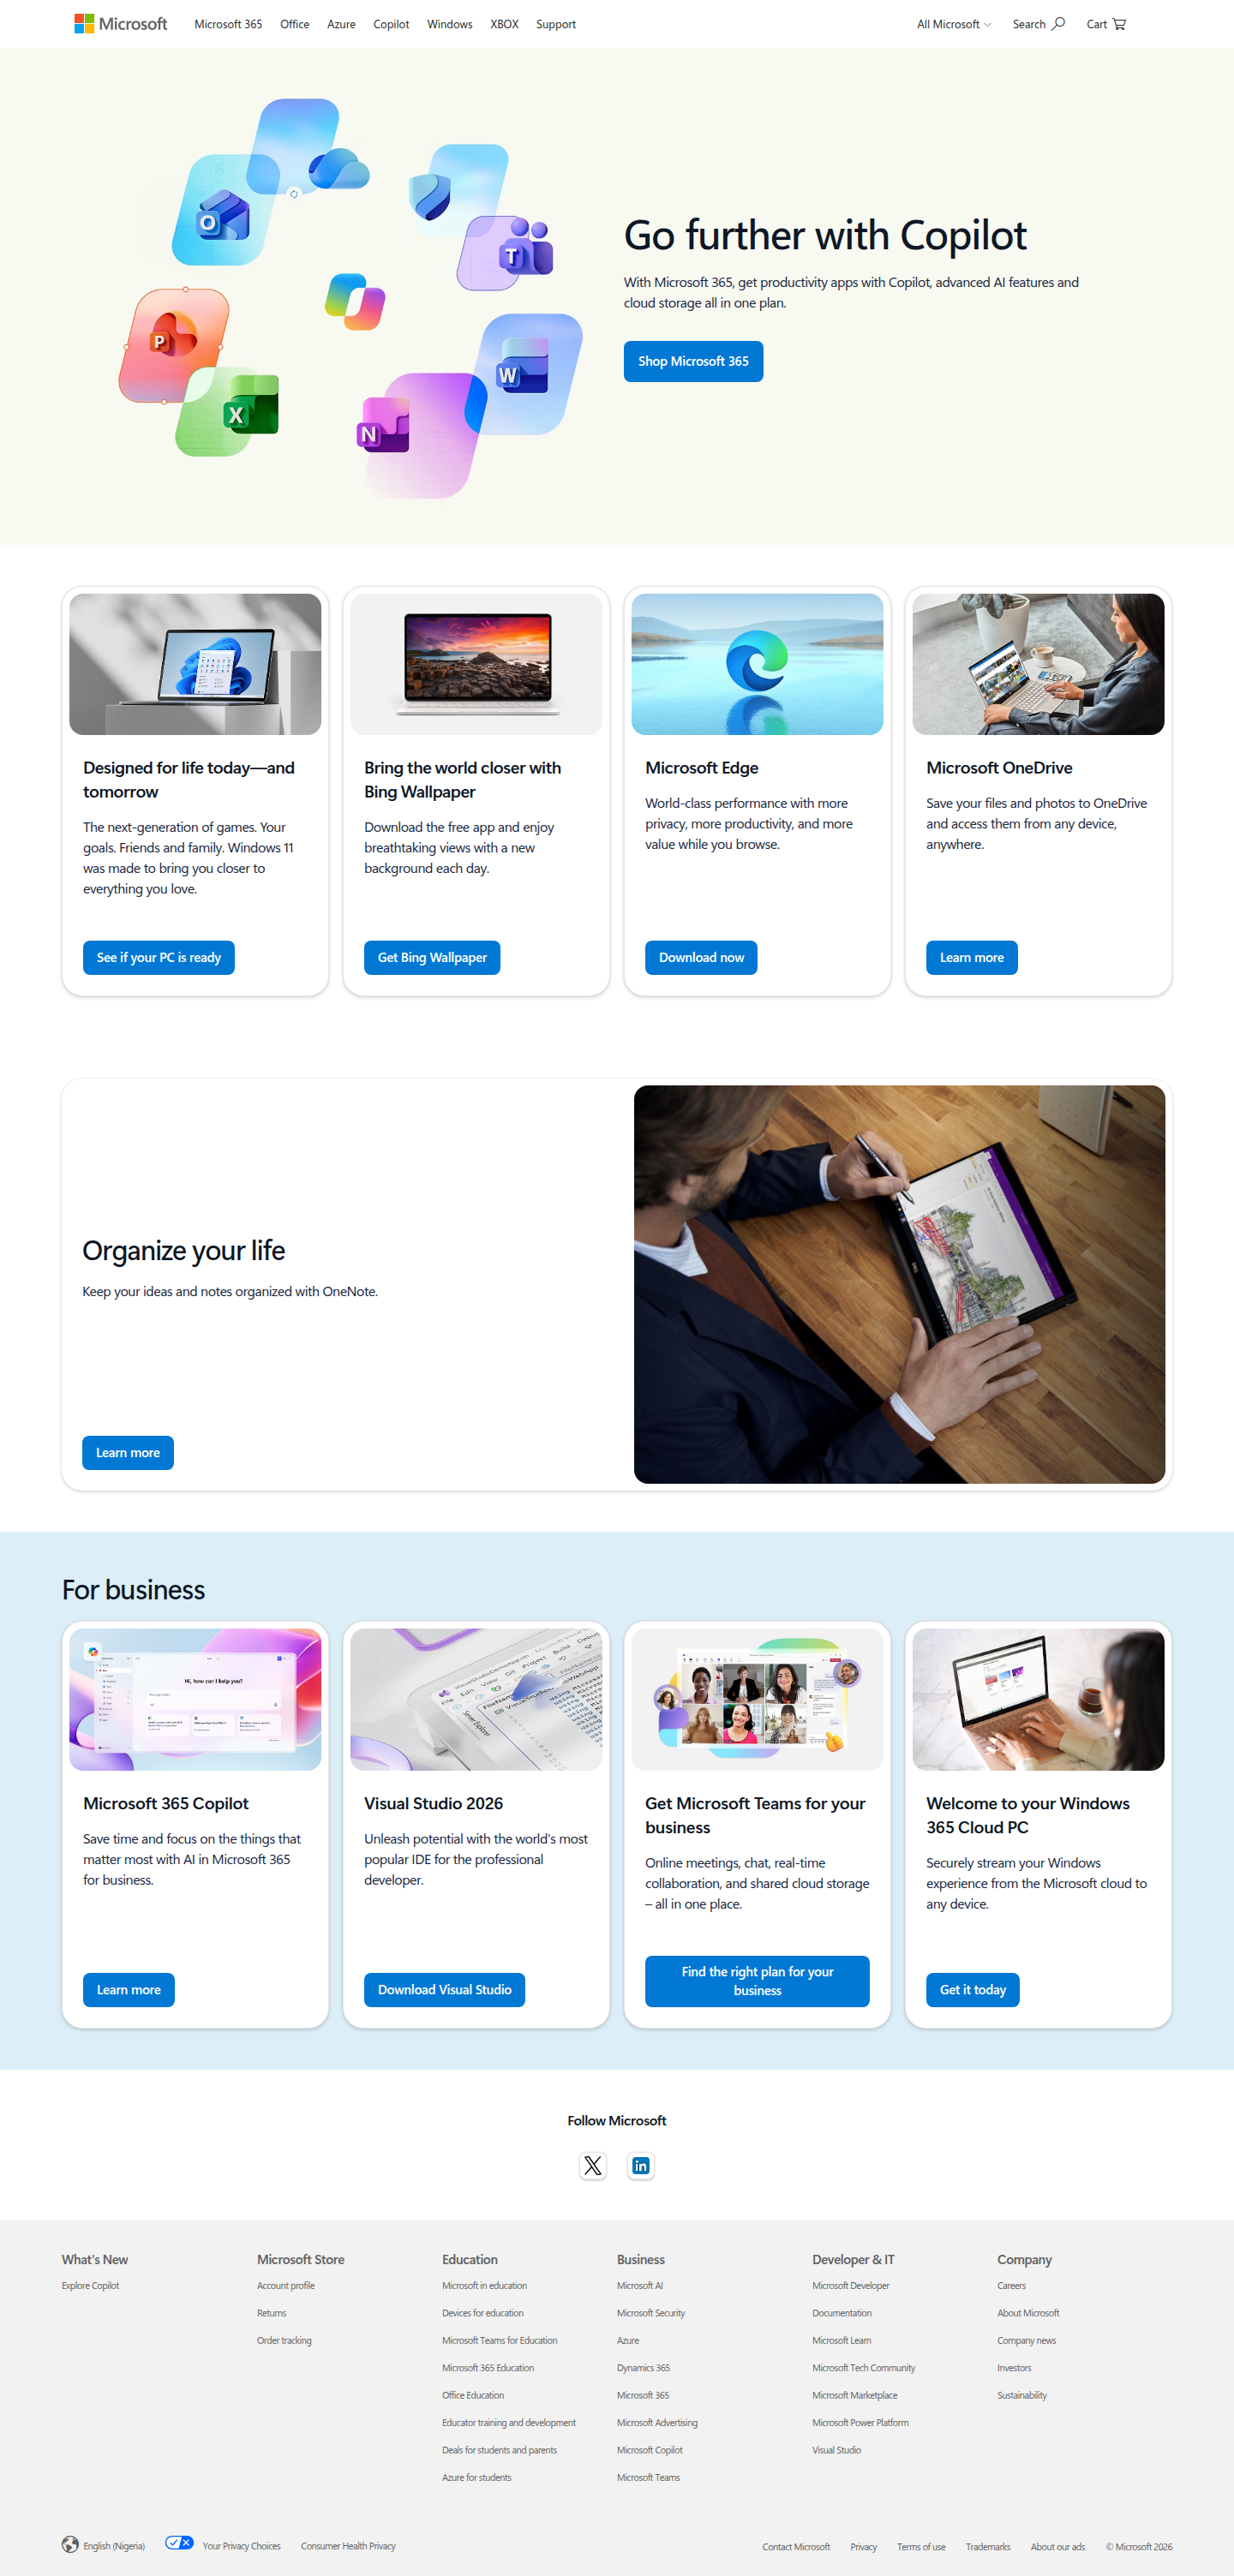 Microsoft
Microsoft 365
Office
Azure
Copilot
Windows
XBOX
Support
All Microsoft
Search
Cart
O
T
P
W
X
N
Go further with Copilot
With Microsoft 365, get productivity apps with Copilot, advanced AI features and
cloud storage all in one plan.
Shop Microsoft 365
Designed for life today—and
tomorrow
The next-generation of games. Your
goals. Friends and family. Windows 11
was made to bring you closer to
everything you love.
See if your PC is ready
Bring the world closer with
Bing Wallpaper
Download the free app and enjoy
breathtaking views with a new
background each day.
Get Bing Wallpaper
Microsoft Edge
World-class performance with more
privacy, more productivity, and more
value while you browse.
Download now
Microsoft OneDrive
Save your files and photos to OneDrive
and access them from any device,
anywhere.
Learn more
Organize your life
Keep your ideas and notes organized with OneNote.
Learn more
For business
Hi, how can I help you?
Microsoft 365 Copilot
Save time and focus on the things that
matter most with AI in Microsoft 365
for business.
Learn more
File Edit View Git Project Build Debug
Server Explorer
Visual Studio 2026
Unleash potential with the world's most
popular IDE for the professional
developer.
Download Visual Studio
Get Microsoft Teams for your
business
Online meetings, chat, real-time
collaboration, and shared cloud storage
– all in one place.
Find the right plan for your
business
Welcome to your Windows
365 Cloud PC
Securely stream your Windows
experience from the Microsoft cloud to
any device.
Get it today
Follow Microsoft
What's New
Explore Copilot
Microsoft Store
Account profile
Returns
Order tracking
Education
Microsoft in education
Devices for education
Microsoft Teams for Education
Microsoft 365 Education
Office Education
Educator training and development
Deals for students and parents
Azure for students
Business
Microsoft AI
Microsoft Security
Azure
Dynamics 365
Microsoft 365
Microsoft Advertising
Microsoft Copilot
Microsoft Teams
Developer & IT
Microsoft Developer
Documentation
Microsoft Learn
Microsoft Tech Community
Microsoft Marketplace
Microsoft Power Platform
Visual Studio
Company
Careers
About Microsoft
Company news
Investors
Sustainability
English (Nigeria)
Your Privacy Choices
Consumer Health Privacy
Contact Microsoft
Privacy
Terms of use
Trademarks
About our ads
© Microsoft 2026